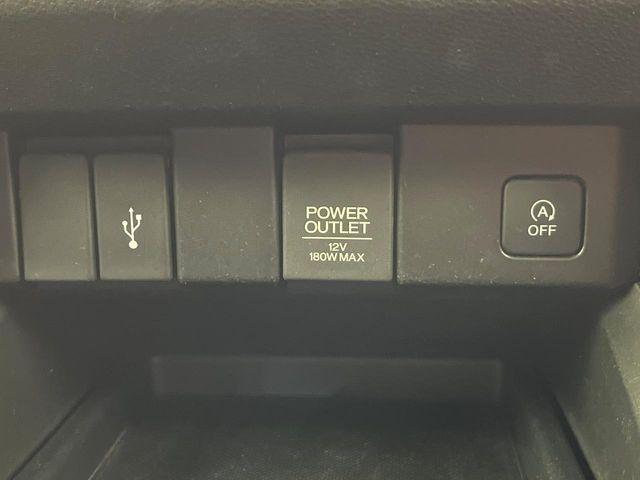 POWER
OUTLET
12V
180W MAX
A
OFF